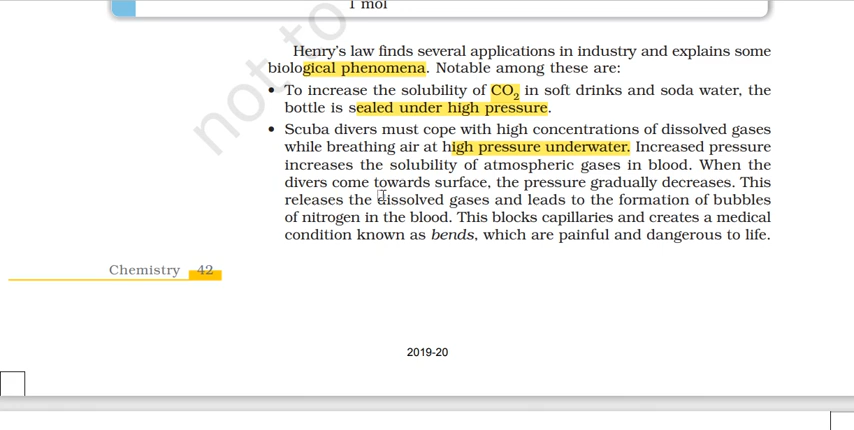 1 mol
Henry's law finds several applications in industry and explains some
biological phenomena. Notable among these are:
• To increase the solubility of CO₂ in soft drinks and soda water, the
bottle is sealed under high pressure.
• Scuba divers must cope with high concentrations of dissolved gases
while breathing air at high pressure underwater. Increased pressure
increases the solubility of atmospheric gases in blood. When the
divers come towards surface, the pressure gradually decreases. This
releases the dissolved gases and leads to the formation of bubbles
of nitrogen in the blood. This blocks capillaries and creates a medical
condition known as bends, which are painful and dangerous to life.
not to
Chemistry 42
2019-20